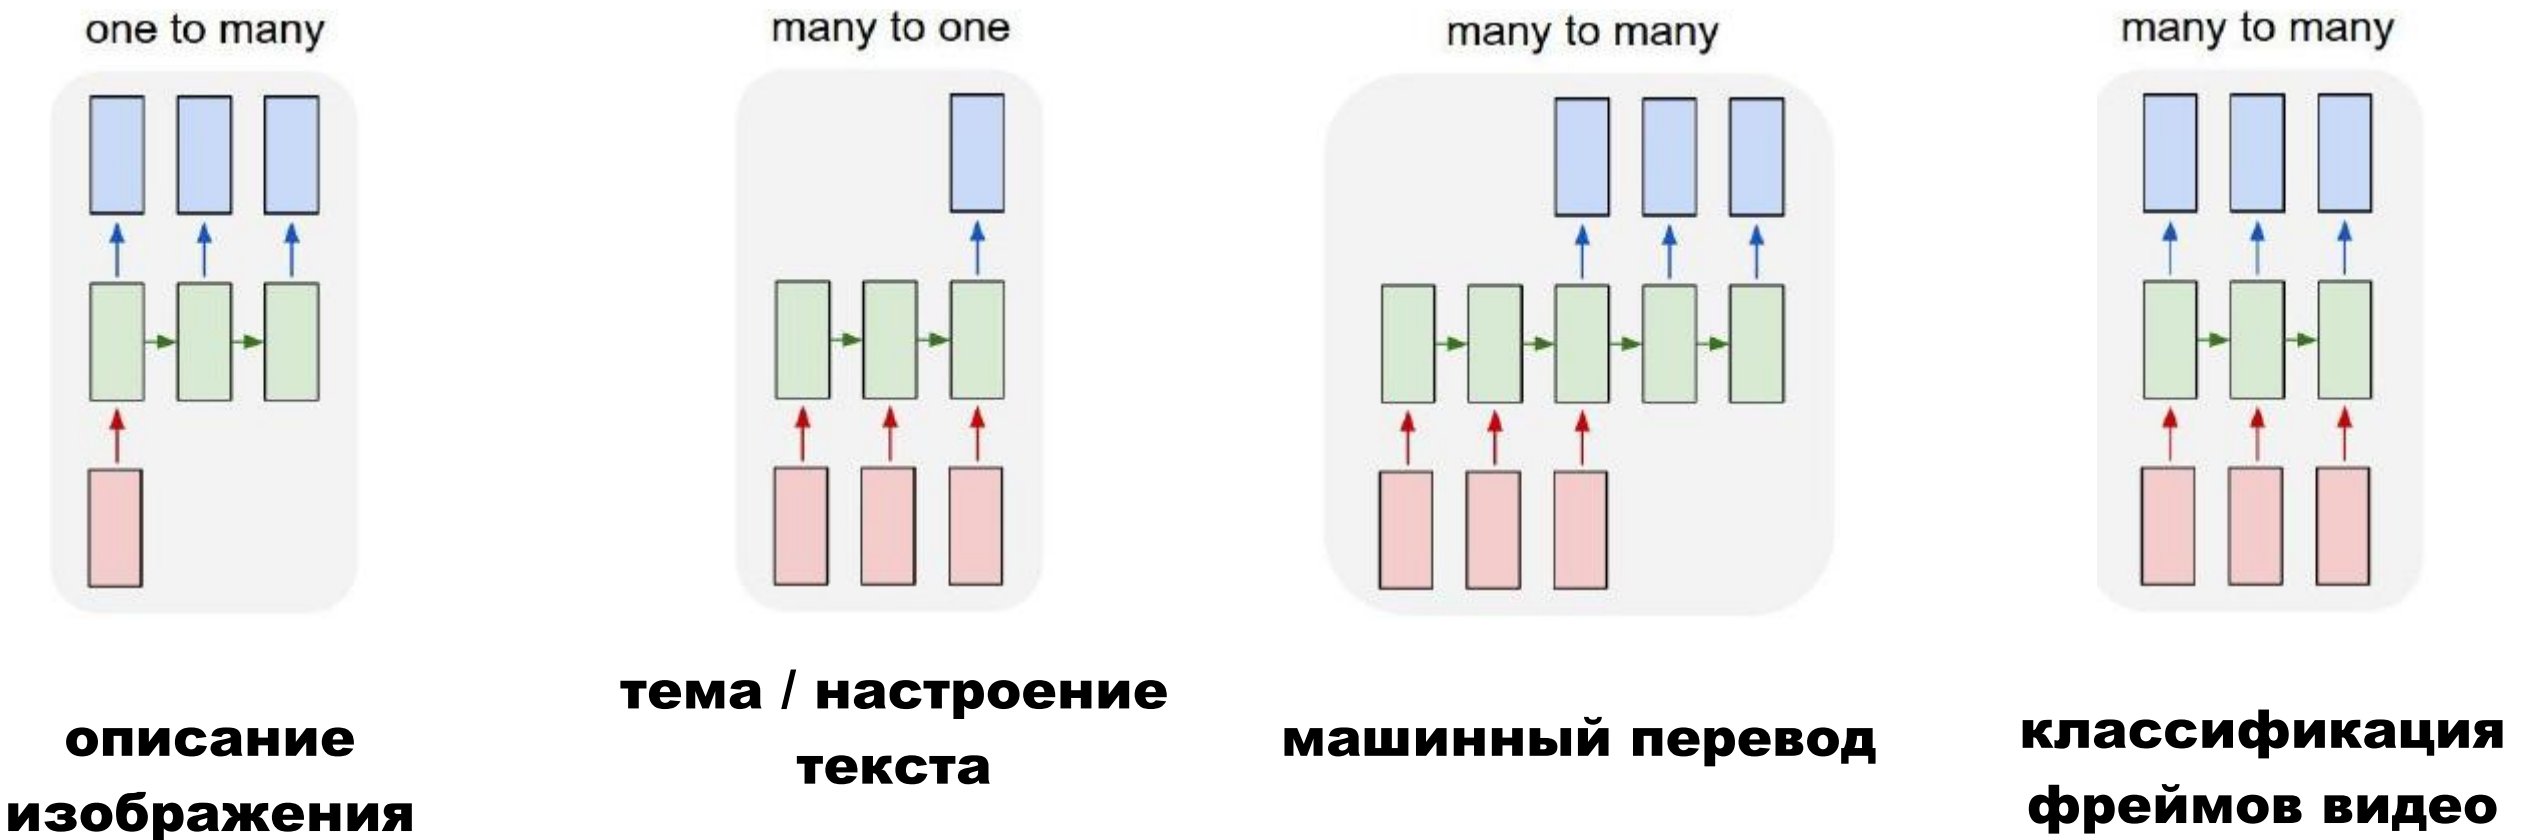 one to many
many to one
many to many
many to many
описание
изображения
тема / настроение
текста
машинный перевод
классификация
фреймов видео